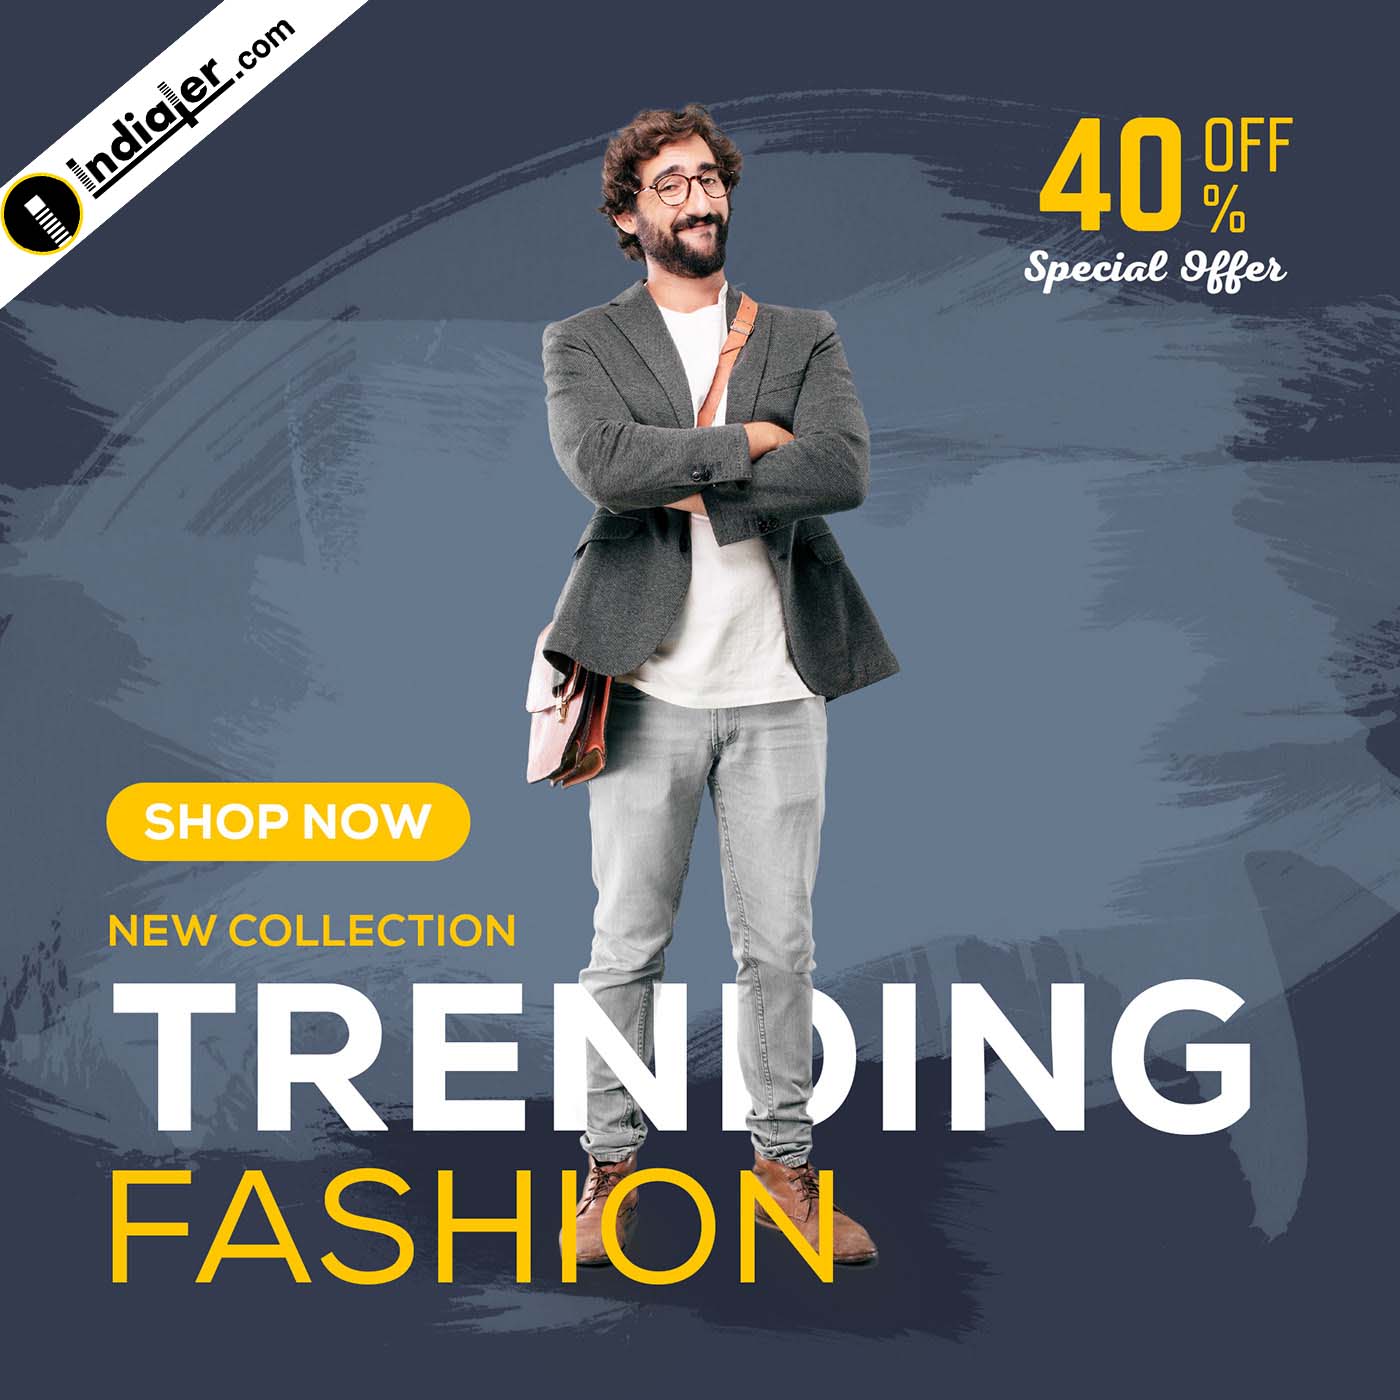 Indiater.com
40 OFF
%
Special Offer
SHOP NOW
NEW COLLECTION
TRENDING
FASHION